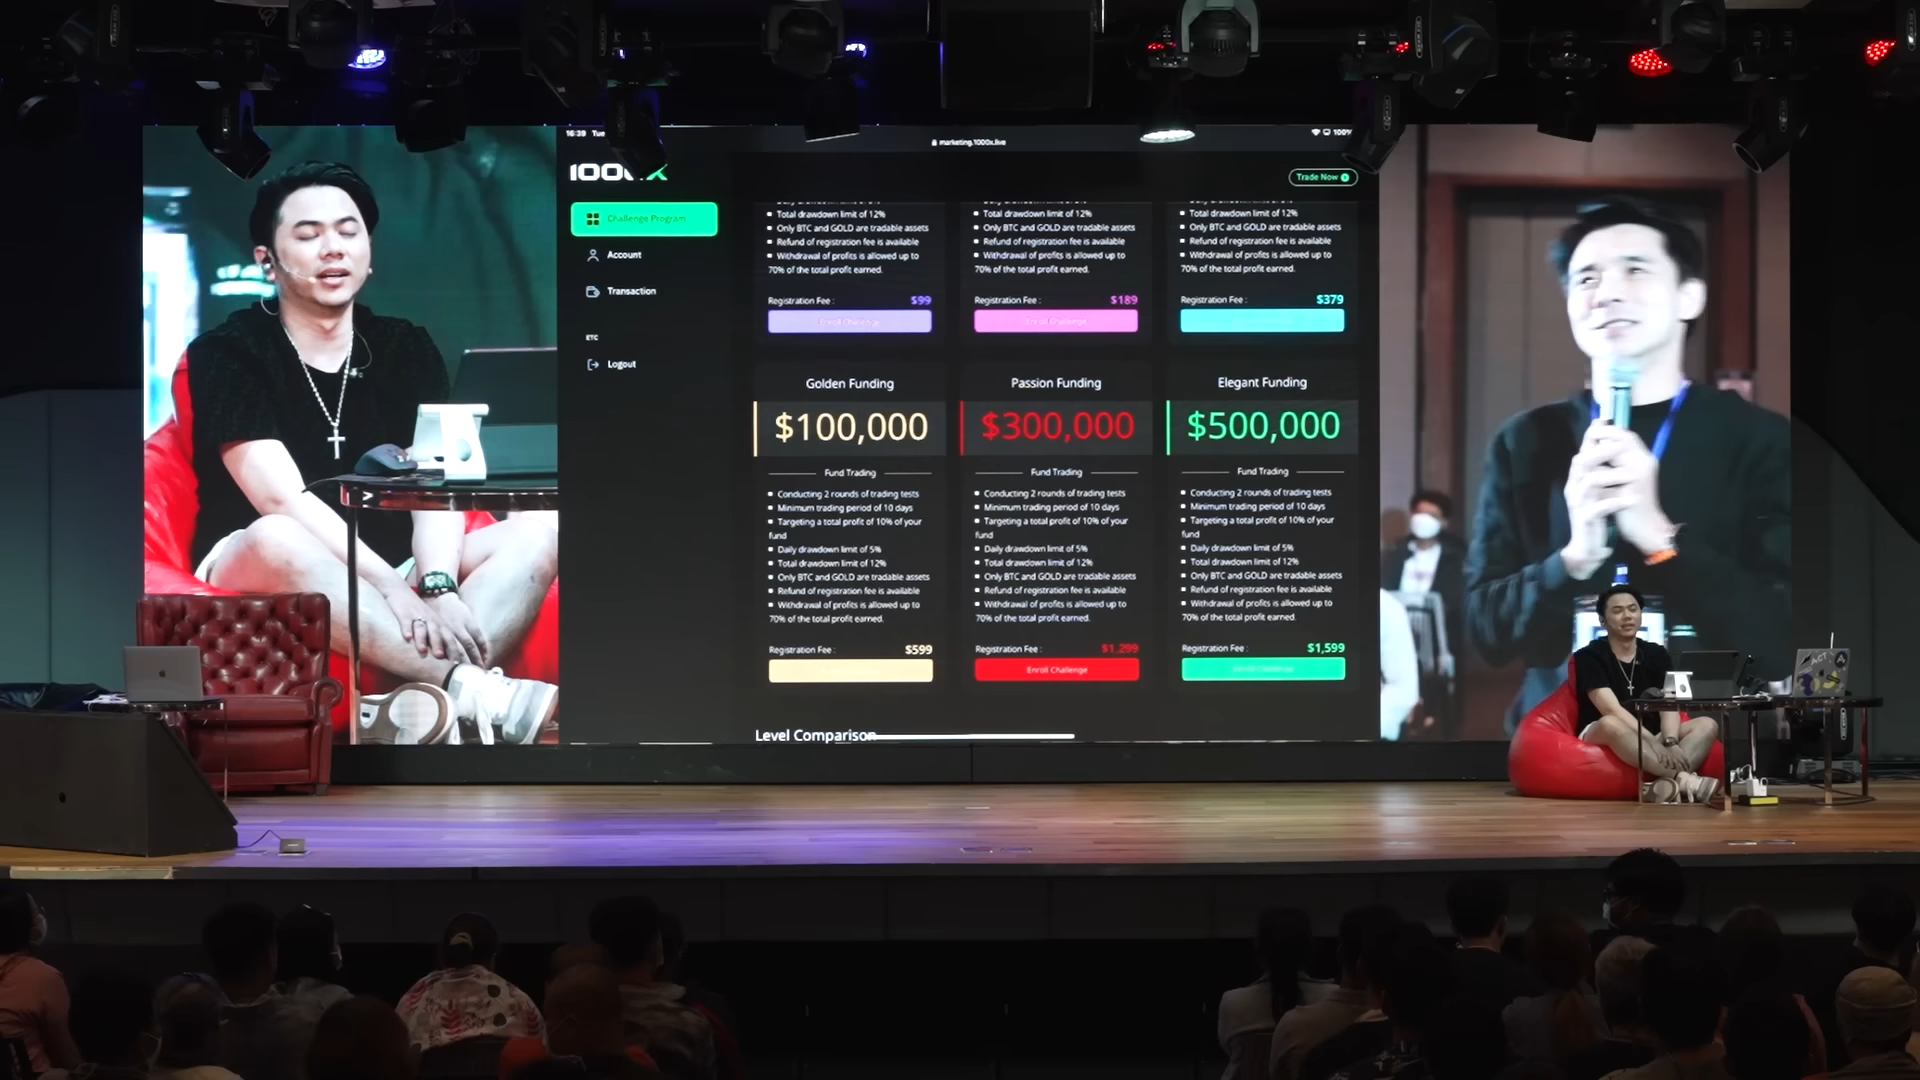 16:39 Tue
marketing.1000x.live
100%
Trade Now
Challenge Program
Account
Transaction
ETC
Logout
Total drawdown limit of 12%
Only BTC and GOLD are tradable assets
Refund of registration fee is available
Withdrawal of profits is allowed up to
70% of the total profit earned.
Registration Fee : $99
Enroll Challenge
Total drawdown limit of 12%
Only BTC and GOLD are tradable assets
Refund of registration fee is available
Withdrawal of profits is allowed up to
70% of the total profit earned.
Registration Fee : $189
Enroll Challenge
Total drawdown limit of 12%
Only BTC and GOLD are tradable assets
Refund of registration fee is available
Withdrawal of profits is allowed up to
70% of the total profit earned.
Registration Fee : $379
Golden Funding
$100,000
Fund Trading
Conducting 2 rounds of trading tests
Minimum trading period of 10 days
Targeting a total profit of 10% of your
fund
Daily drawdown limit of 5%
Total drawdown limit of 12%
Only BTC and GOLD are tradable assets
Refund of registration fee is available
Withdrawal of profits is allowed up to
70% of the total profit earned.
Registration Fee : $599
Passion Funding
$300,000
Fund Trading
Conducting 2 rounds of trading tests
Minimum trading period of 10 days
Targeting a total profit of 10% of your
fund
Daily drawdown limit of 5%
Total drawdown limit of 12%
Only BTC and GOLD are tradable assets
Refund of registration fee is available
Withdrawal of profits is allowed up to
70% of the total profit earned.
Registration Fee : $1,299
Enroll Challenge
Elegant Funding
$500,000
Fund Trading
Conducting 2 rounds of trading tests
Minimum trading period of 10 days
Targeting a total profit of 10% of your
fund
Daily drawdown limit of 5%
Total drawdown limit of 12%
Only BTC and GOLD are tradable assets
Refund of registration fee is available
Withdrawal of profits is allowed up to
70% of the total profit earned.
Registration Fee : $1,599
Enroll Challenge
Level Comparison